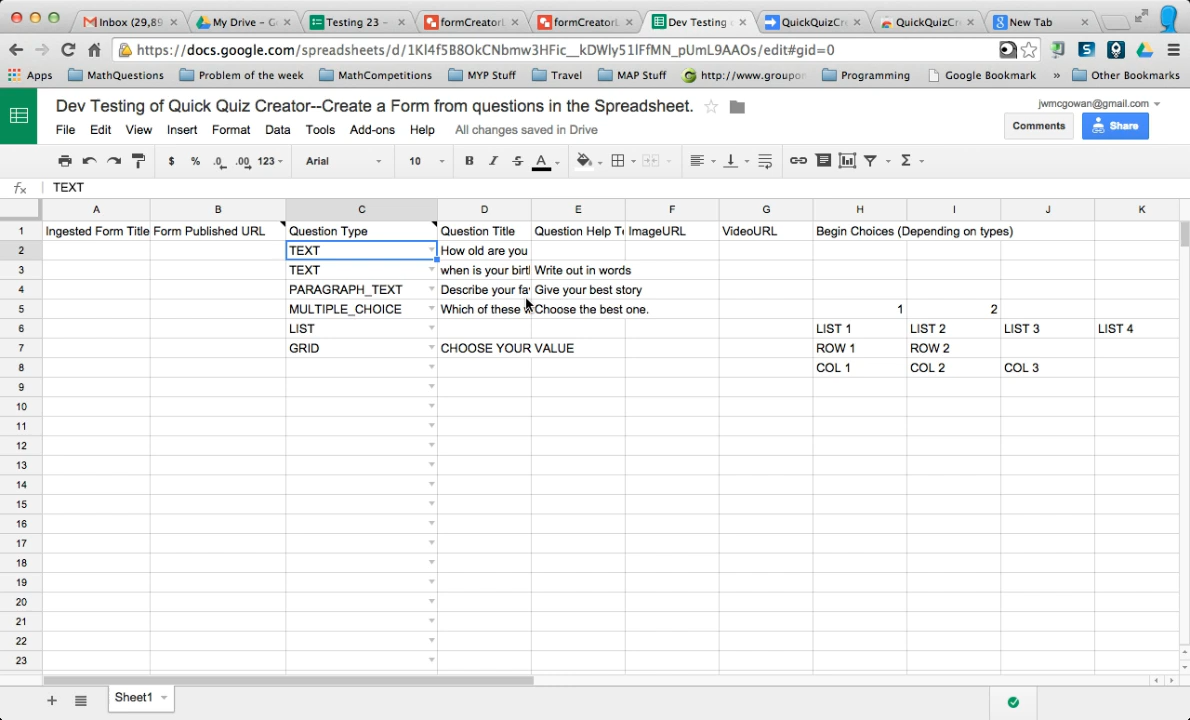 Inbox (29,89
My Drive – G
Testing 23 –
formCreatorL
formCreatorL
Dev Testing
QuickQuizCr
QuickQuizCr
New Tab
https://docs.google.com/spreadsheets/d/1Kl4f5B8OkCNbmw3HFic__kDWly51lFfMN_pUmL9AAOs/edit#gid=0
Apps
MathQuestions
Problem of the week
MathCompetitions
MYP Stuff
Travel
MAP Stuff
http://www.groupon
Programming
Google Bookmark
»
Other Bookmarks
Dev Testing of Quick Quiz Creator--Create a Form from questions in the Spreadsheet.
jwmcgowan@gmail.com
File Edit View Insert Format Data Tools Add-ons Help All changes saved in Drive
Comments
Share
$ % .0 .00 123 Arial 10 B I S A Σ
fx TEXT
A B C D E F G H I J K
1 Ingested Form Title Form Published URL Question Type Question Title Question Help Te ImageURL VideoURL Begin Choices (Depending on types)
2 TEXT How old are you
3 TEXT when is your birt Write out in words
4 PARAGRAPH_TEXT Describe your fa Give your best story
5 MULTIPLE_CHOICE Which of these w Choose the best one. 1 2
6 LIST LIST 1 LIST 2 LIST 3 LIST 4
7 GRID CHOOSE YOUR VALUE ROW 1 ROW 2
8 COL 1 COL 2 COL 3
9
10
11
12
13
14
15
16
17
18
19
20
21
22
23
Sheet1